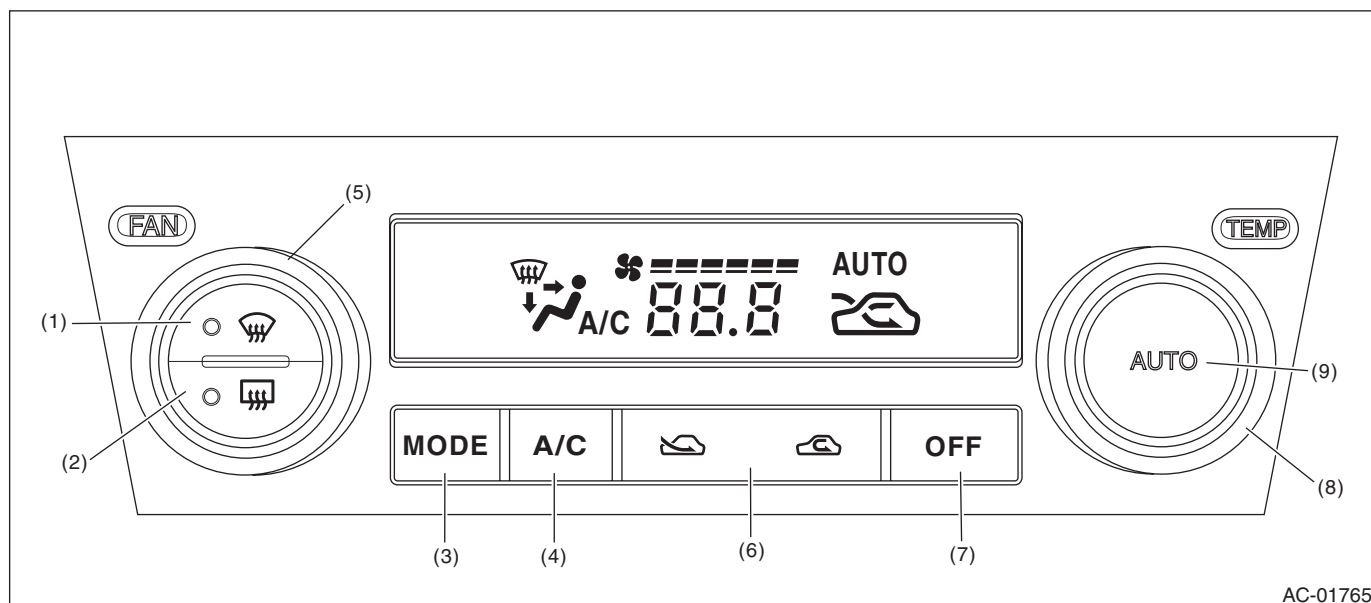 (5)
FAN
TEMP
AUTO
(1)
A/C 88.8
AUTO
(9)
(2)
MODE A/C OFF
(8)
(3) (4) (6) (7)
AC-01765